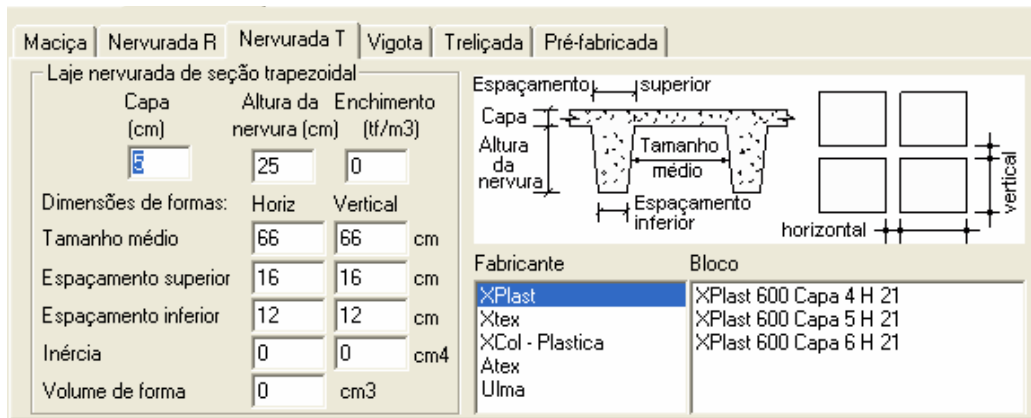 Maciça Nervurada R Nervurada T Vigota Treliçada Pré-fabricada
Laje nervurada de seção trapezoidal
Capa Altura da Enchimento
(cm) nervura (cm) (tf/m3)
5 25 0
Dimensões de formas: Horiz Vertical
Tamanho médio 66 66 cm
Espaçamento superior 16 16 cm
Espaçamento inferior 12 12 cm
Inércia 0 0 cm4
Volume de forma 0 cm3
Espaçamento superior
Capa
Altura
da
nervura
Tamanho
médio
Espaçamento
inferior
horizontal
vertical
Fabricante Bloco
XPlast XPlast 600 Capa 4 H 21
Xtex XPlast 600 Capa 5 H 21
XCol - Plastica XPlast 600 Capa 6 H 21
Atex
Ulma